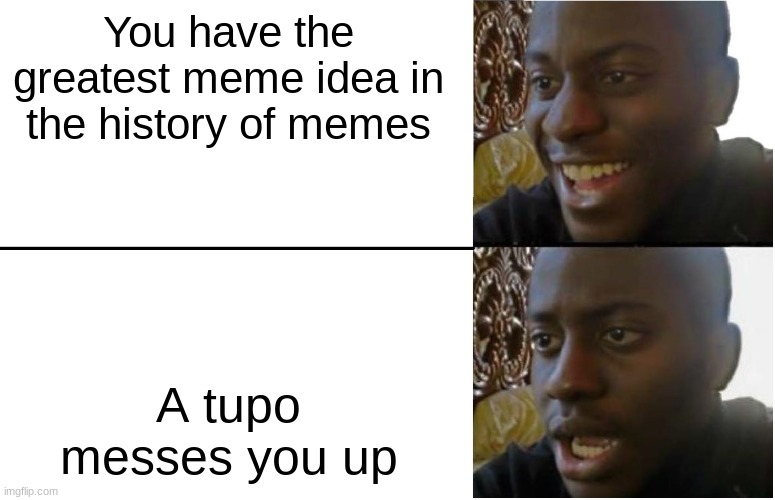 You have the
greatest meme idea in
the history of memes
A tupo
messes you up
imgflip.com